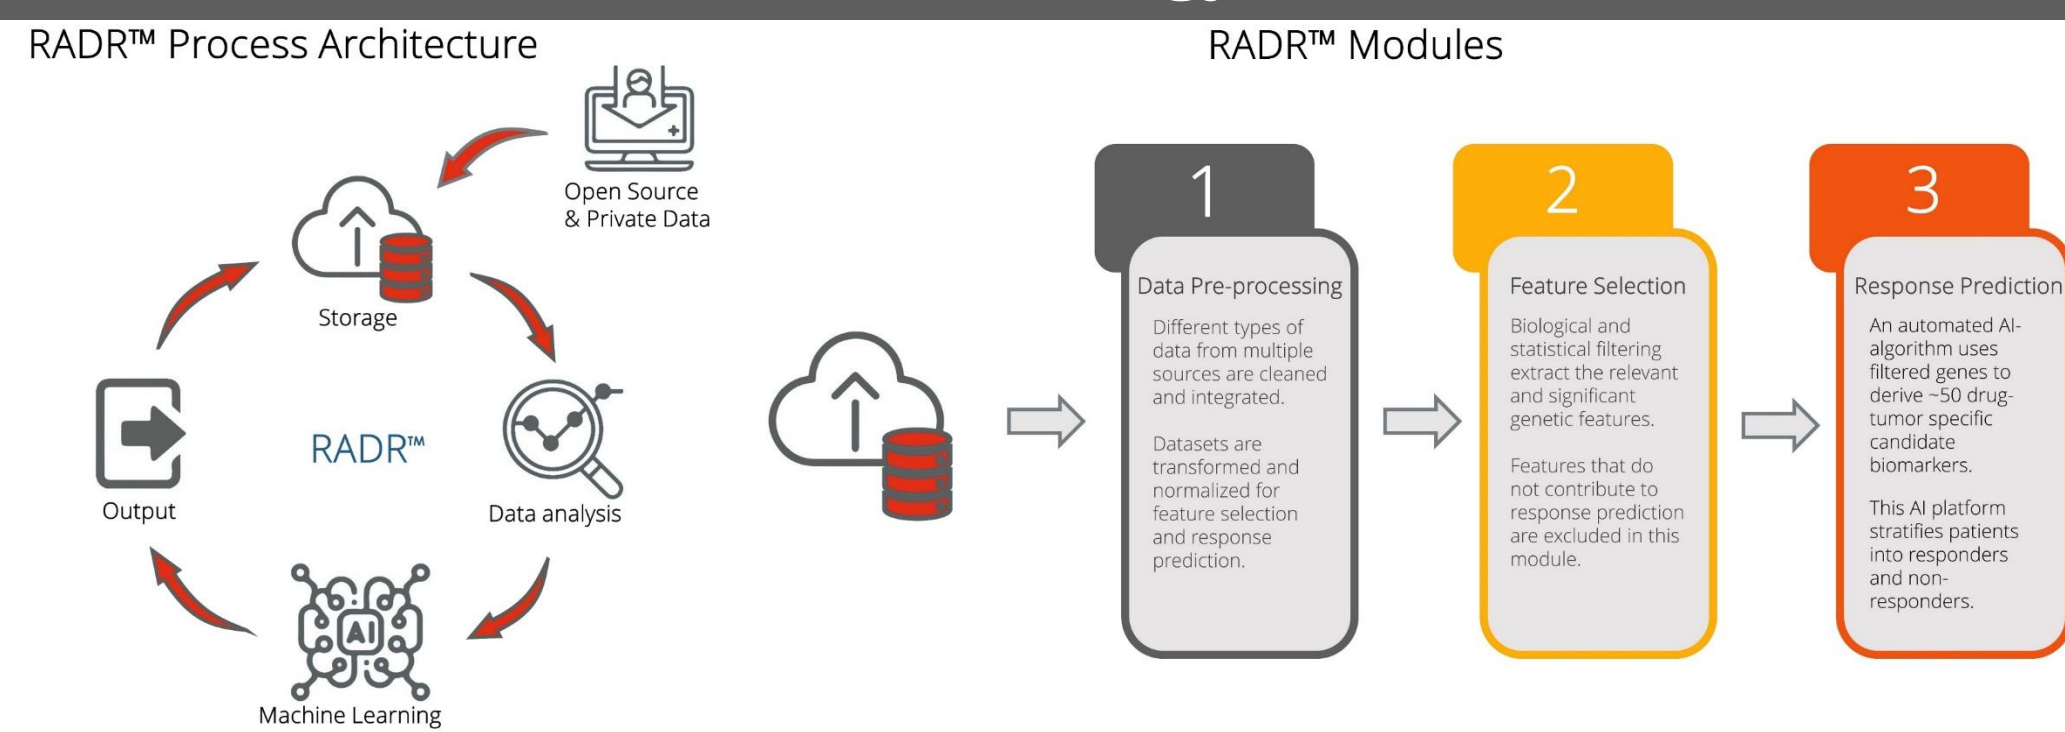 RADR™ Process Architecture
Open Source
& Private Data
Storage
Data analysis
Machine Learning
Output
RADR™
AI
RADR™ Modules
1
Data Pre-processing
Different types of
data from multiple
sources are cleaned
and integrated.
Datasets are
transformed and
normalized for
feature selection
and response
prediction.
2
Feature Selection
Biological and
statistical filtering
extract the relevant
and significant
genetic features.
Features that do
not contribute to
response prediction
are excluded in this
module.
3
Response Prediction
An automated AI-
algorithm uses
filtered genes to
derive ~50 drug-
tumor specific
candidate
biomarkers.
This AI platform
stratifies patients
into responders
and non-
responders.